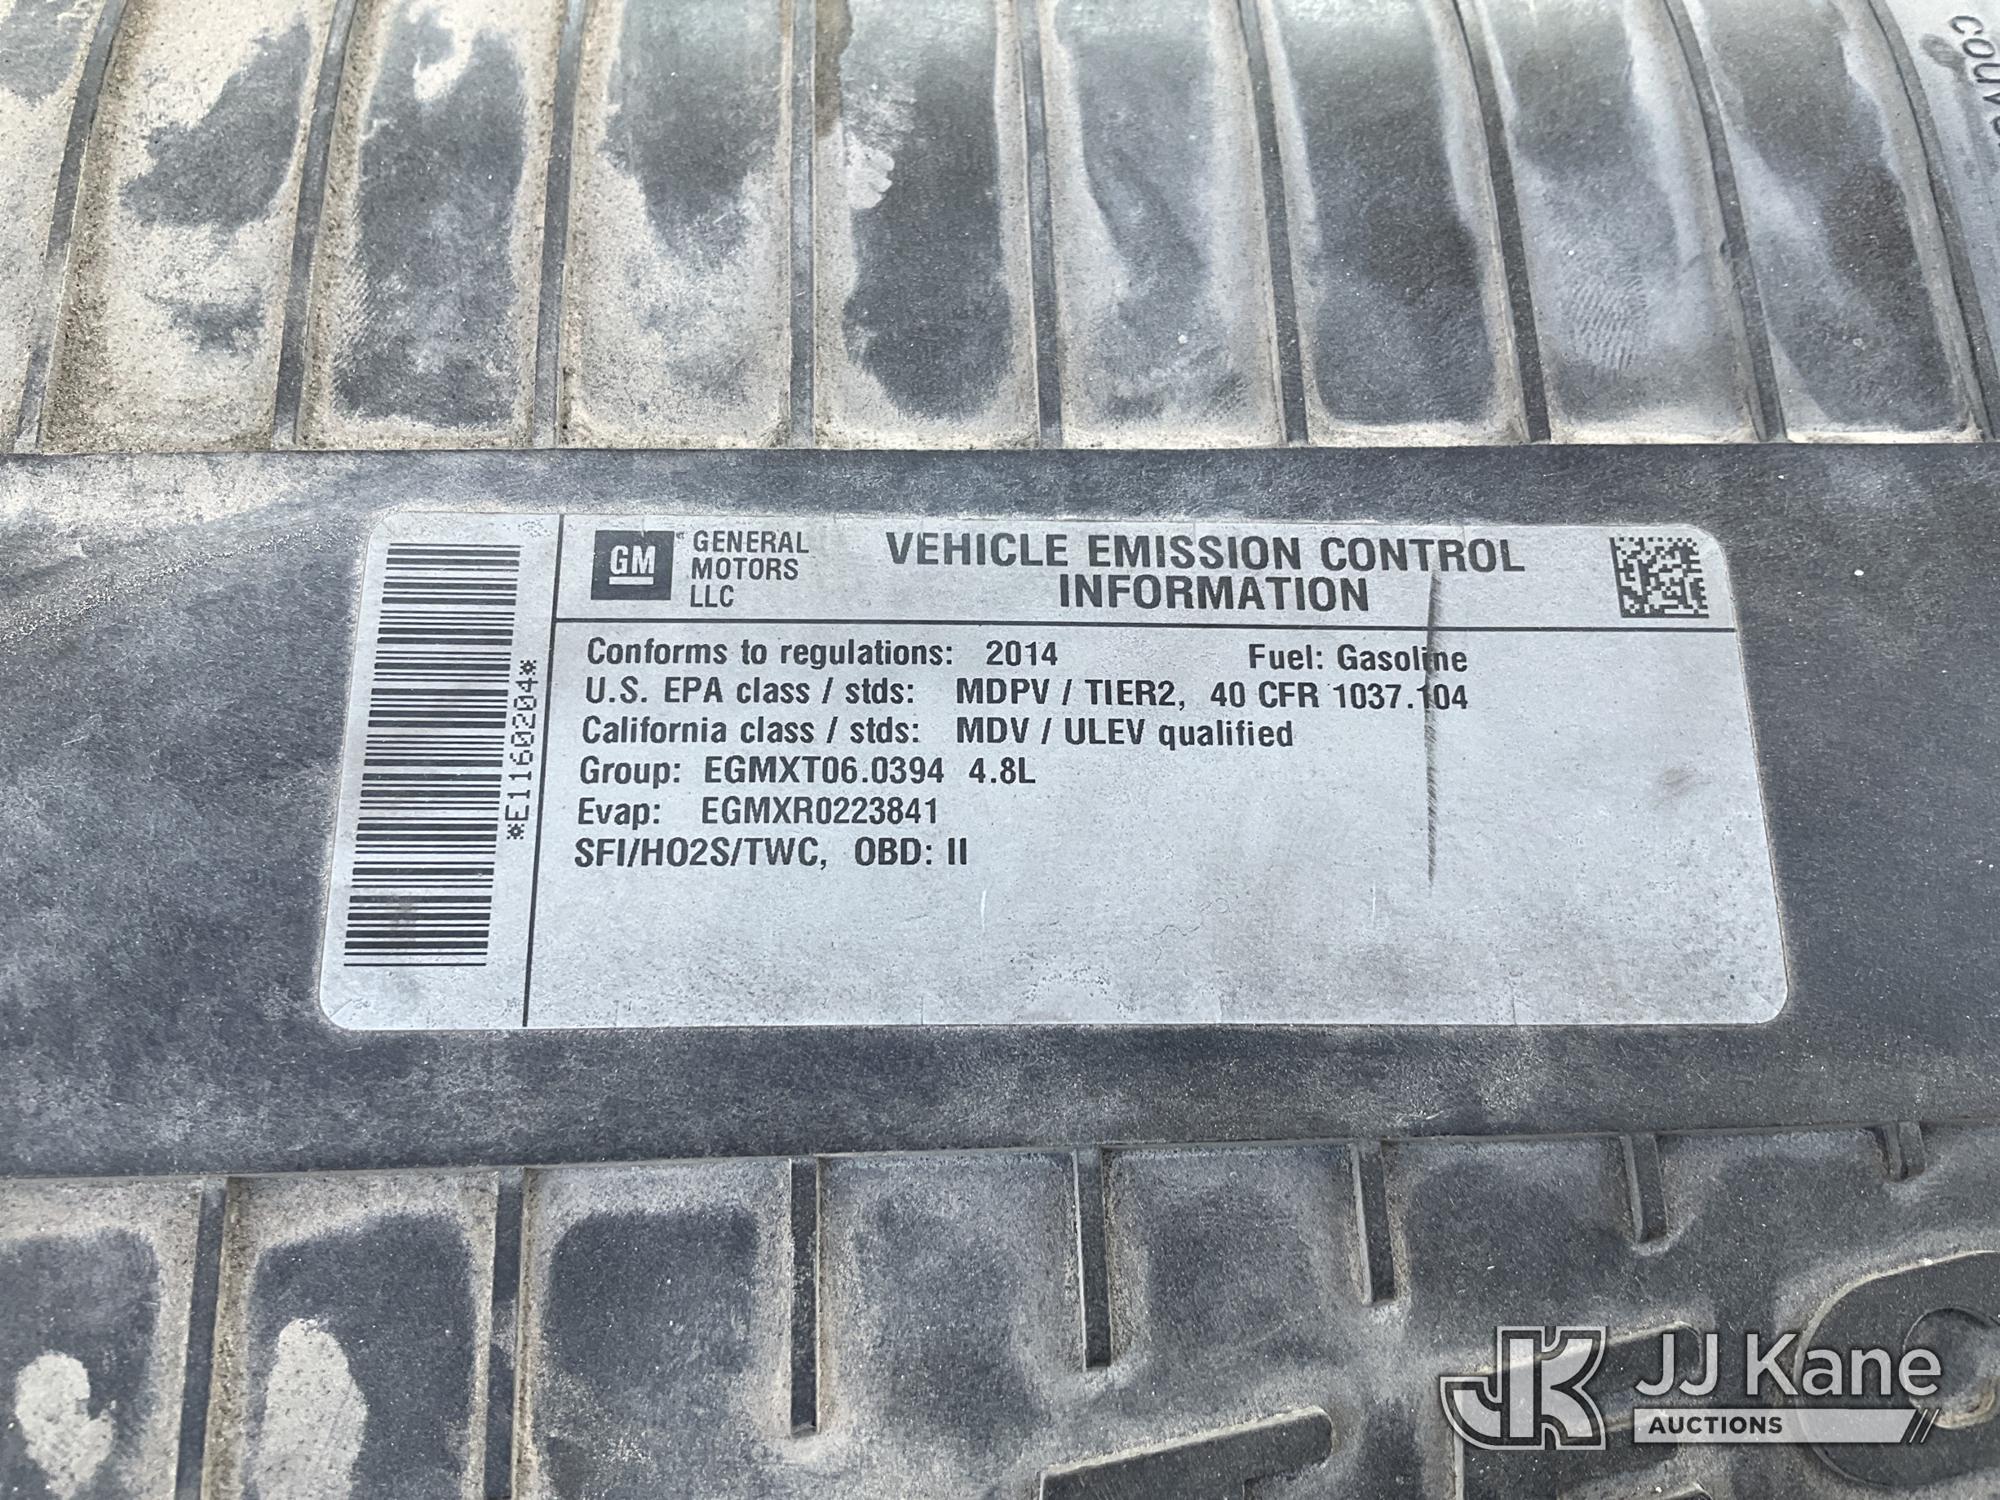 GM GENERAL MOTORS LLC
VEHICLE EMISSION CONTROL INFORMATION
Conforms to regulations: 2014 Fuel: Gasoline
U.S. EPA class / stds: MDPV / TIER2, 40 CFR 1037.104
California class / stds: MDV / ULEV qualified
Group: EGMXT06.0394 4.8L
Evap: EGMXR0223841
SFI/HO2S/TWC, OBD: II
*E1160204*
JK JJ Kane
AUCTIONS